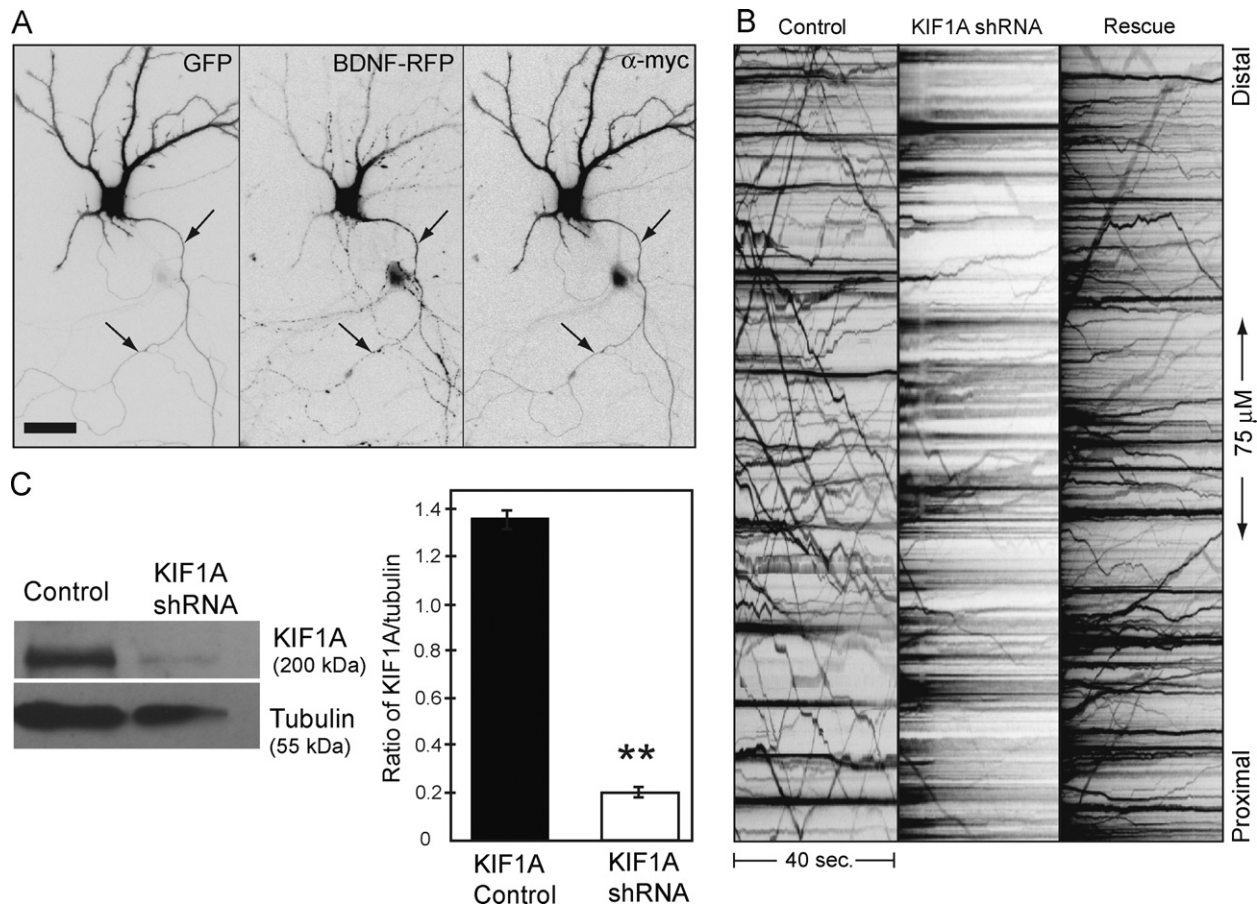 A
GFP
BDNF-RFP
α-myc
B
Control
KIF1A shRNA
Rescue
Distal
75 μM
Proximal
40 sec.
C
Control
KIF1A
shRNA
KIF1A
(200 kDa)
Tubulin
(55 kDa)
Ratio of KIF1A/tubulin
1.4
1.2
1.0
0.8
0.6
0.4
0.2
0
**
KIF1A
Control
KIF1A
shRNA